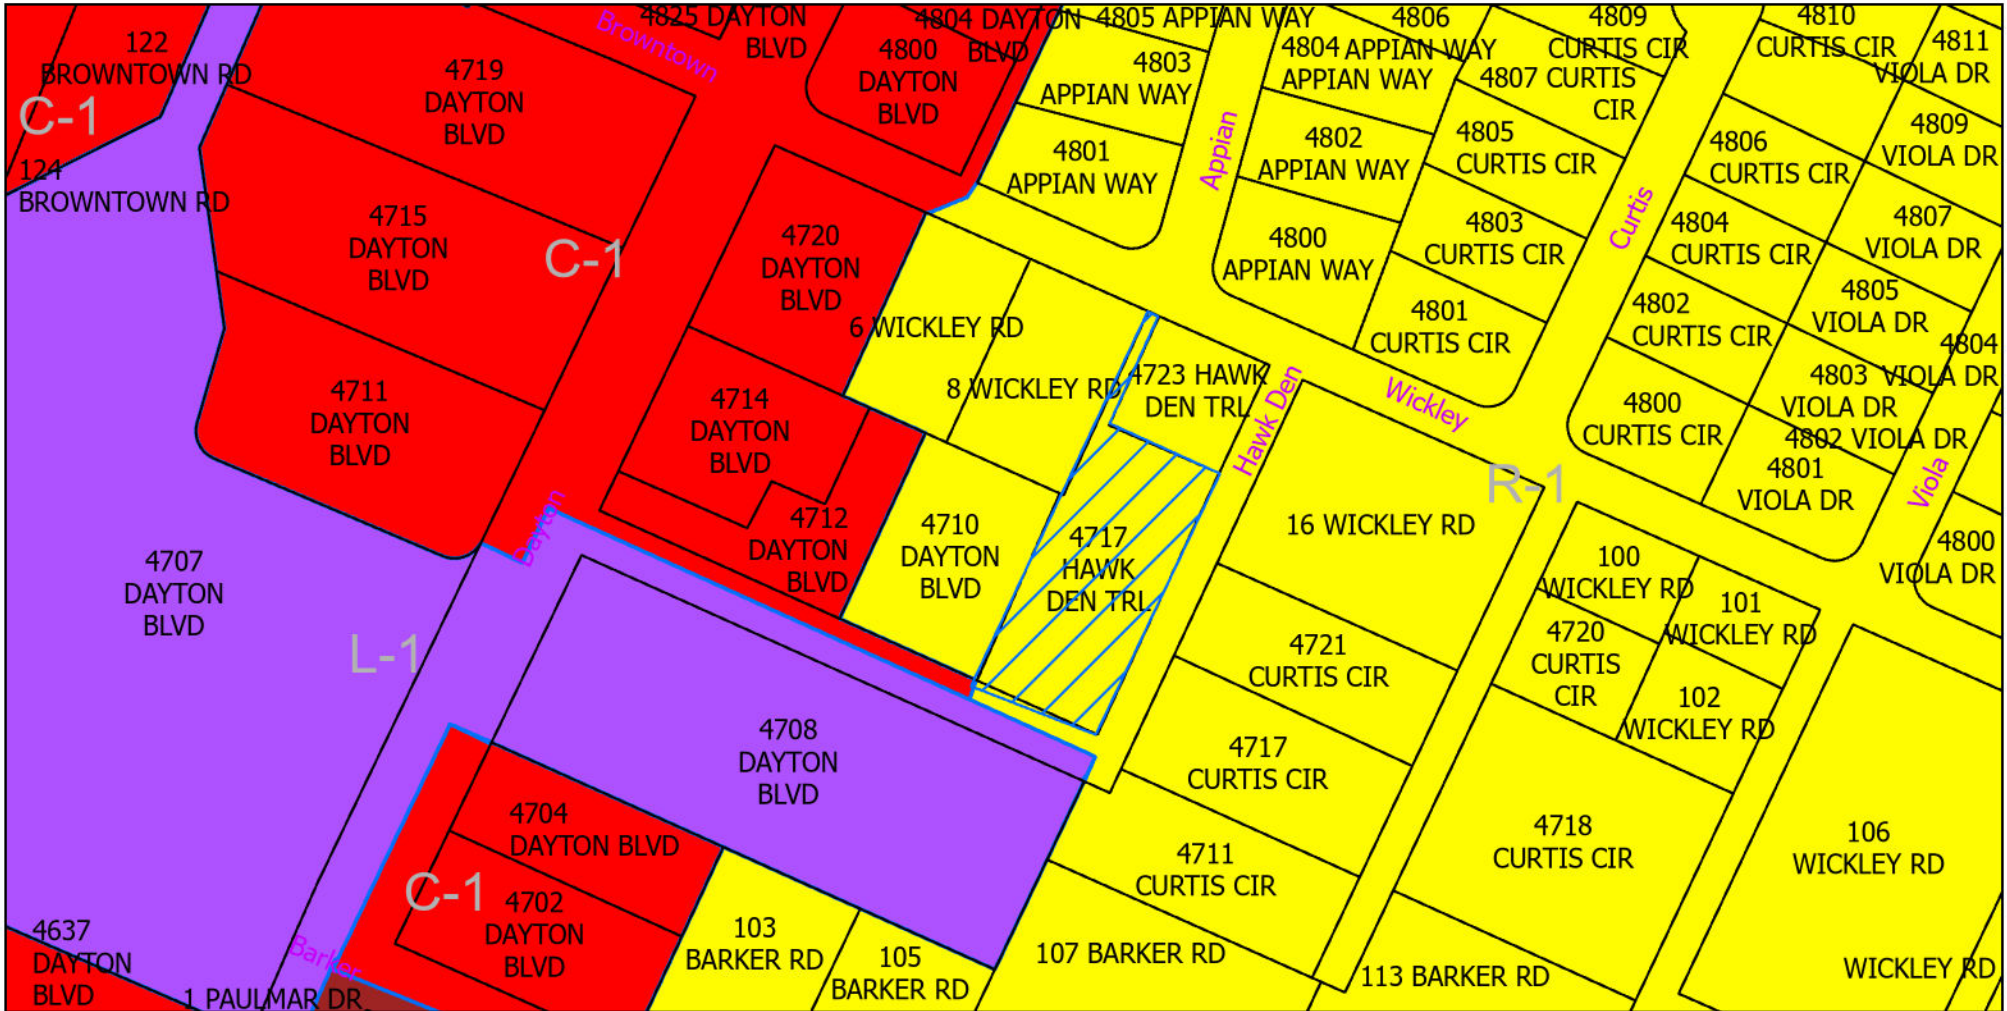 122
BROWNTOWN RD
C-1
124
BROWNTOWN RD
4719
DAYTON
BLVD
Browntown
4825 DAYTON
BLVD
4804 DAYTON
BLVD
4800
DAYTON
BLVD
4805 APPIAN WAY
4803
APPIAN WAY
4801
APPIAN WAY
Appian
4806
APPIAN WAY
4804
APPIAN WAY
4802
APPIAN WAY
4800
APPIAN WAY
4809
CURTIS CIR
4807 CURTIS
CIR
4805
CURTIS CIR
4803
CURTIS CIR
4801
CURTIS CIR
Curtis
4810
CURTIS CIR
4806
CURTIS CIR
4804
CURTIS CIR
4802
CURTIS CIR
4800
CURTIS CIR
4811
VIOLA DR
4809
VIOLA DR
4807
VIOLA DR
4805
VIOLA DR
4804
VIOLA DR
4803
VIOLA DR
4802 VIOLA DR
4801
VIOLA DR
Viola
4800
VIOLA DR
4715
DAYTON
BLVD
C-1
4720
DAYTON
BLVD
6 WICKLEY RD
8 WICKLEY RD
4723 HAWK
DEN TRL
Hawk Den
Wickley
R-1
4711
DAYTON
BLVD
4714
DAYTON
BLVD
Dayton
4712
DAYTON
BLVD
4710
DAYTON
BLVD
4717
HAWK
DEN TRL
16 WICKLEY RD
100
WICKLEY RD
101
WICKLEY RD
4720
CURTIS
CIR
102
WICKLEY RD
4707
DAYTON
BLVD
L-1
4708
DAYTON
BLVD
4721
CURTIS CIR
4717
CURTIS CIR
4711
CURTIS CIR
4718
CURTIS CIR
106
WICKLEY RD
4704
DAYTON BLVD
C-1
4702
DAYTON
BLVD
Barker
4637
DAYTON
BLVD
1 PAULMAR DR
103
BARKER RD
105
BARKER RD
107 BARKER RD
113 BARKER RD
WICKLEY RD